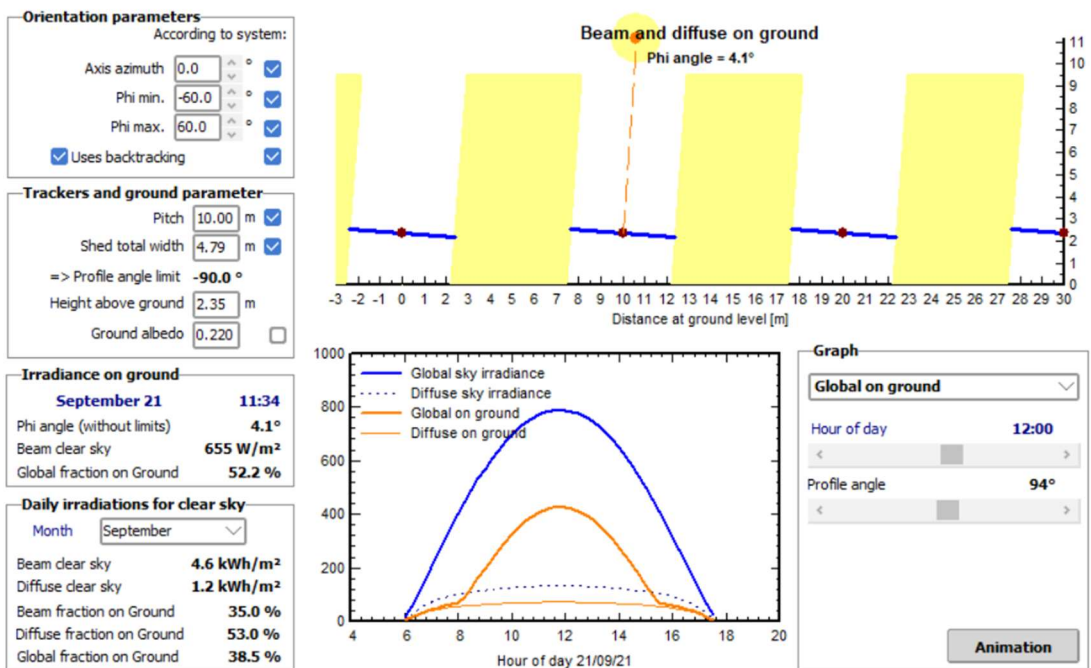 Orientation parameters
According to system:
Axis azimuth 0.0 °
Phi min. -60.0 °
Phi max. 60.0 °
Uses backtracking
Trackers and ground parameter
Pitch 10.00 m
Shed total width 4.79 m
=> Profile angle limit -90.0 °
Height above ground 2.35 m
Ground albedo 0.220
Irradiance on ground
September 21 11:34
Phi angle (without limits) 4.1°
Beam clear sky 655 W/m²
Global fraction on Ground 52.2 %
Daily irradiations for clear sky
Month September
Beam clear sky 4.6 kWh/m²
Diffuse clear sky 1.2 kWh/m²
Beam fraction on Ground 35.0 %
Diffuse fraction on Ground 53.0 %
Global fraction on Ground 38.5 %
Beam and diffuse on ground
Phi angle = 4.1°
11
10
9
8
7
6
5
4
3
2
1
0
-3 -2 -1 0 1 2 3 4 5 6 7 8 9 10 11 12 13 14 15 16 17 18 19 20 21 22 23 24 25 26 27 28 29 30
Distance at ground level [m]
1000
800
600
400
200
0
Global sky irradiance
Diffuse sky irradiance
Global on ground
Diffuse on ground
4 6 8 10 12 14 16 18 20
Hour of day 21/09/21
Graph
Global on ground
Hour of day 12:00
Profile angle 94°
Animation